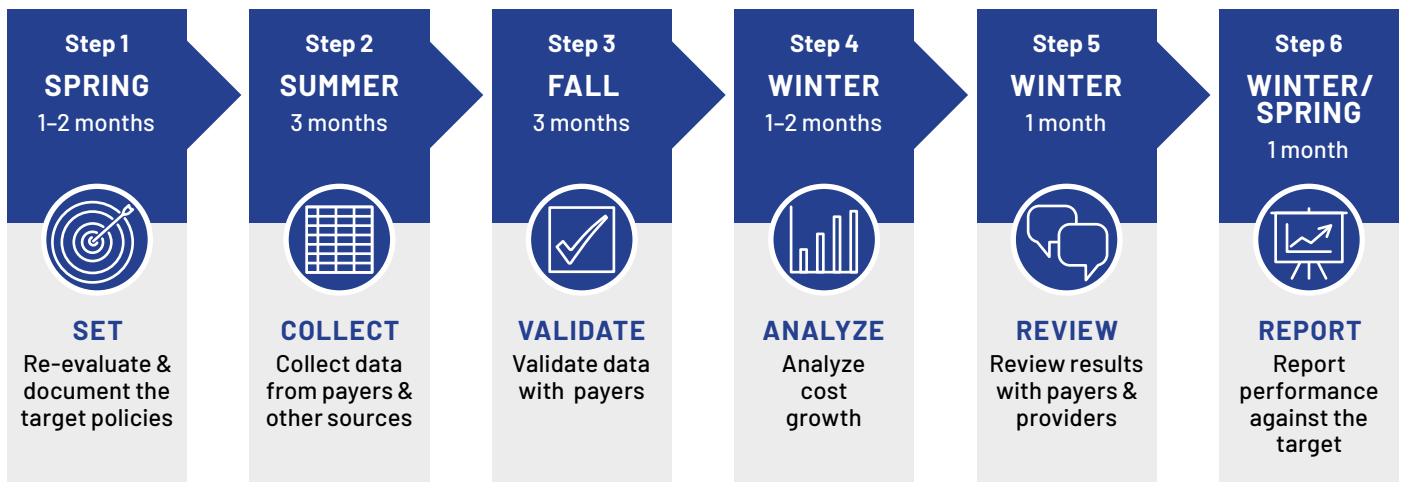 Step 1
SPRING
1–2 months
SET
Re-evaluate &
document the
target policies
Step 2
SUMMER
3 months
COLLECT
Collect data
from payers &
other sources
Step 3
FALL
3 months
VALIDATE
Validate data
with payers
Step 4
WINTER
1–2 months
ANALYZE
Analyze
cost
growth
Step 5
WINTER
1 month
REVIEW
Review results
with payers &
providers
Step 6
WINTER/
SPRING
1 month
REPORT
Report
performance
against the
target